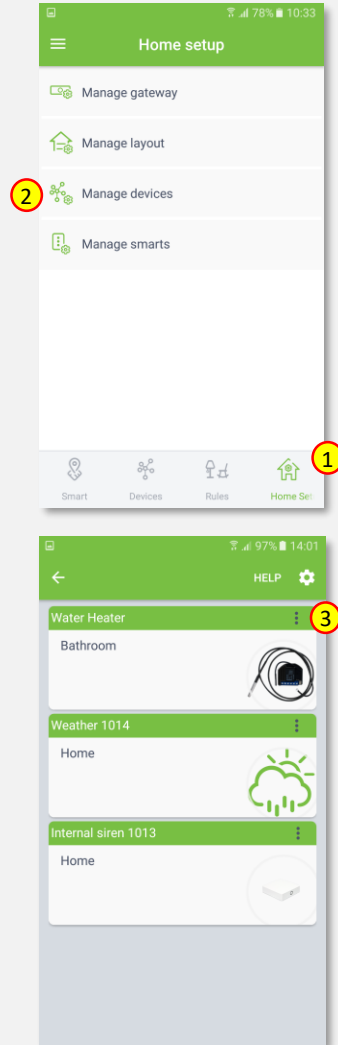 78% 10:33
Home setup
Manage gateway
Manage layout
2
Manage devices
Manage smarts
1
Smart Devices Rules Home Set
97% 14:01
HELP
Water Heater
3
Bathroom
Weather 1014
Home
Internal siren 1013
Home